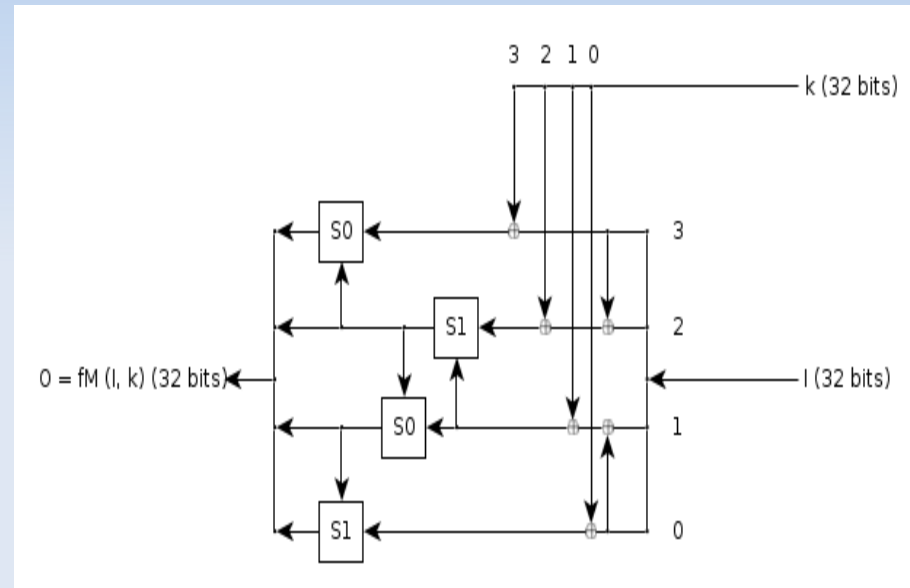 3 2 1 0
k (32 bits)
S0
3
S1
2
O = fM (I, k) (32 bits)
I (32 bits)
S0
1
S1
0